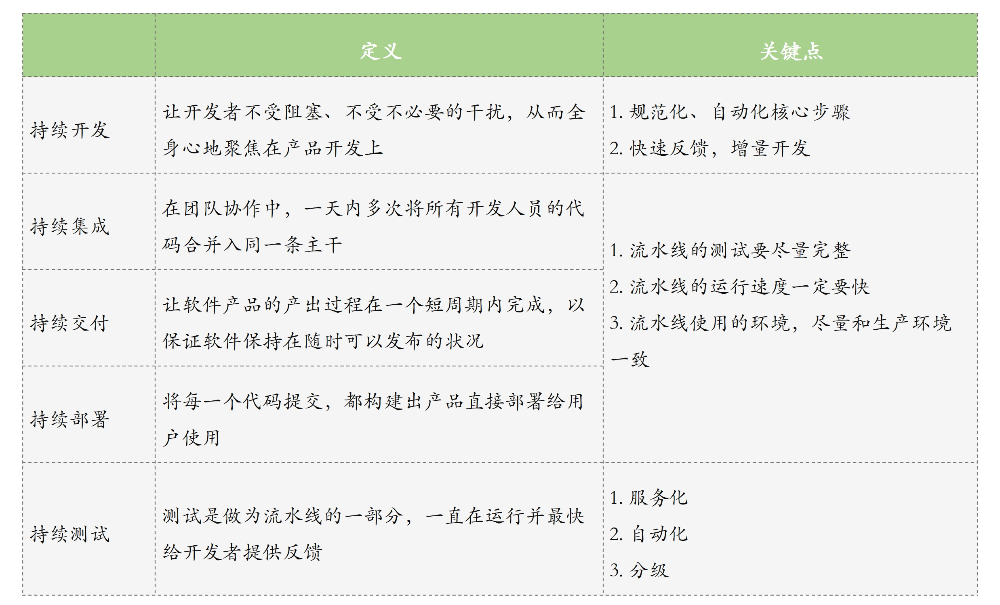 定义
关键点
持续开发
让开发者不受阻塞、不受不必要的干扰，从而全
身心地聚焦在产品开发上
1. 规范化、自动化核心步骤
2. 快速反馈，增量开发
持续集成
在团队协作中，一天内多次将所有开发人员的代
码合并入同一条主干
1. 流水线的测试要尽量完整
2. 流水线的运行速度一定要快
3. 流水线使用的环境，尽量和生产环境
一致
持续交付
让软件产品的产出过程在一个短周期内完成，以
保证软件保持在随时可以发布的状况
持续部署
将每一个代码提交，都构建出产品直接部署给用
户使用
持续测试
测试是做为流水线的一部分，一直在运行并最快
给开发者提供反馈
1. 服务化
2. 自动化
3. 分级